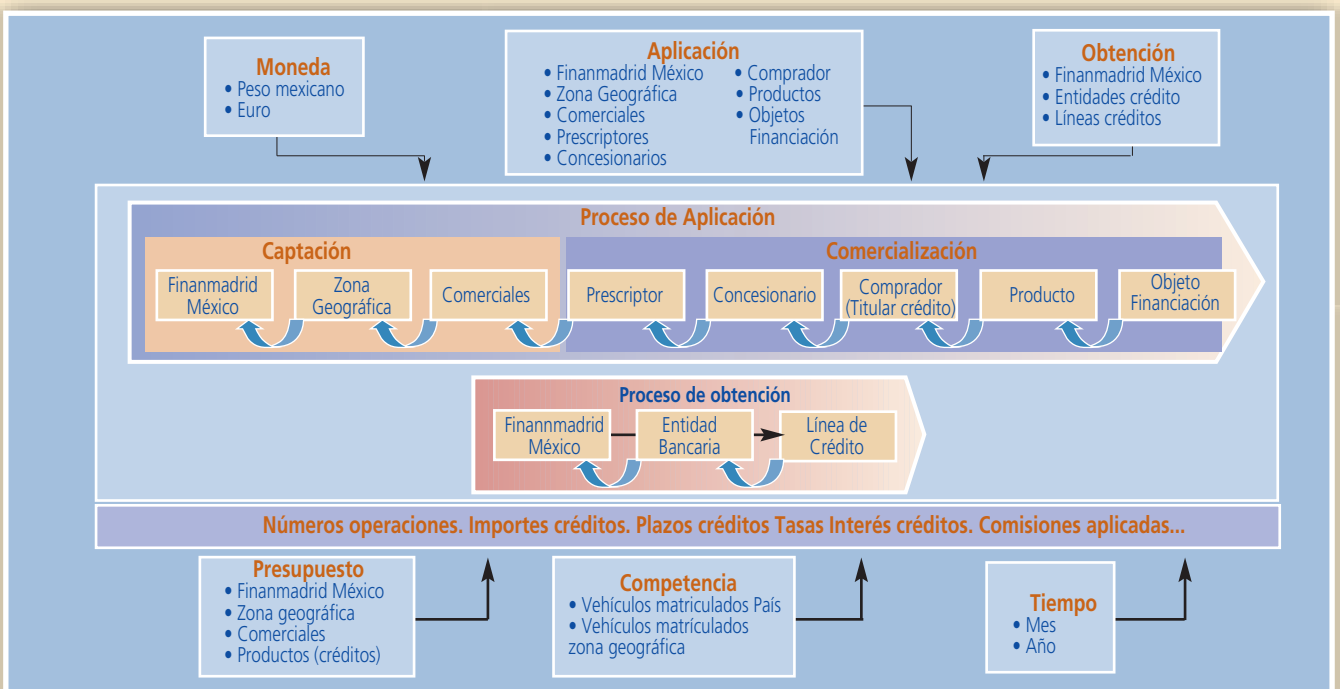 Moneda
• Peso mexicano
• Euro
Aplicación
• Finanmadrid México
• Zona Geográfica
• Comerciales
• Prescriptores
• Concesionarios
• Comprador
• Productos
• Objetos
Financiación
Obtención
• Finanmadrid México
• Entidades crédito
• Líneas créditos
Proceso de Aplicación
Captación
Comercialización
Finanmadrid
México
Zona
Geográfica
Comerciales
Prescriptor
Concesionario
Comprador
(Titular crédito)
Producto
Objeto
Financiación
Proceso de obtención
Finannmadrid
México
Entidad
Bancaria
Línea de
Crédito
Números operaciones. Importes créditos. Plazos créditos Tasas Interés créditos. Comisiones aplicadas...
Presupuesto
• Finanmadrid México
• Zona geográfica
• Comerciales
• Productos (créditos)
Competencia
• Vehículos matriculados País
• Vehículos matrículados
zona geográfica
Tiempo
• Mes
• Año